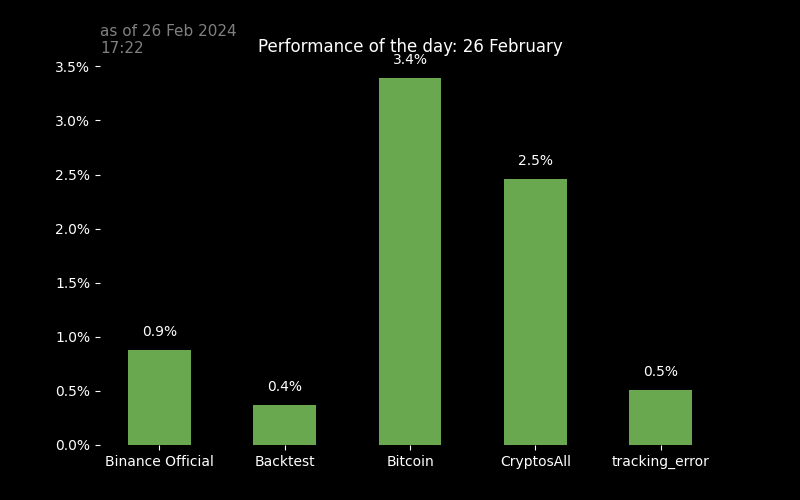 as of 26 Feb 2024
17:22
Performance of the day: 26 February
3.5%
3.0%
2.5%
2.0%
1.5%
1.0%
0.5%
0.0%
0.9%
0.4%
3.4%
2.5%
0.5%
Binance Official
Backtest
Bitcoin
CryptosAll
tracking_error